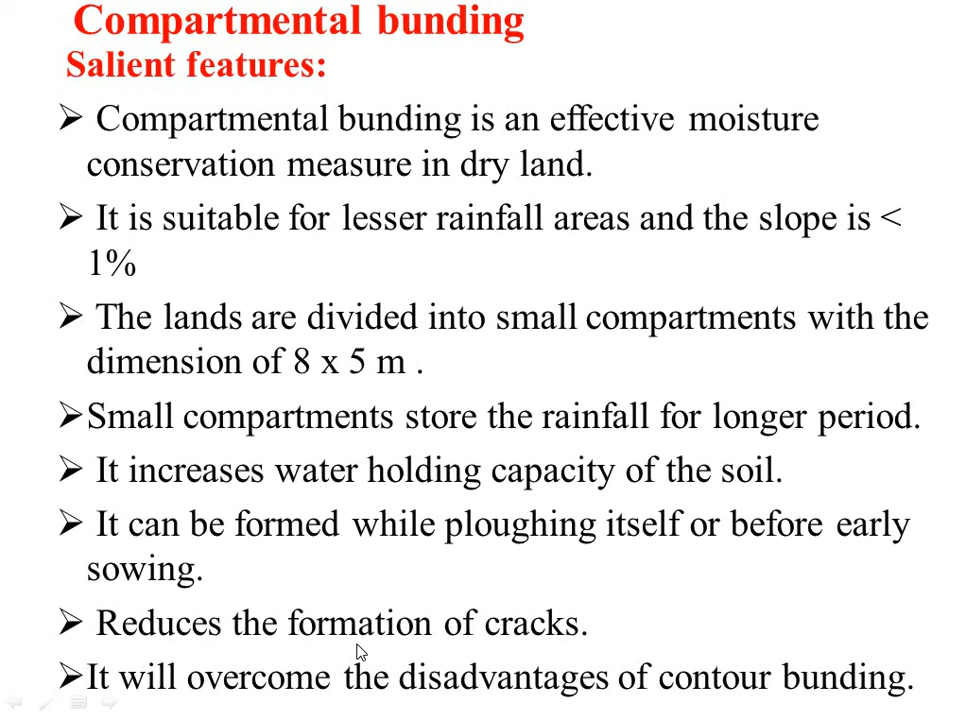 Compartmental bunding
Salient features:
➢ Compartmental bunding is an effective moisture
conservation measure in dry land.
➢ It is suitable for lesser rainfall areas and the slope is <
1%
➢ The lands are divided into small compartments with the
dimension of 8 x 5 m .
➢Small compartments store the rainfall for longer period.
➢ It increases water holding capacity of the soil.
➢ It can be formed while ploughing itself or before early
sowing.
➢ Reduces the formation of cracks.
➢It will overcome the disadvantages of contour bunding.